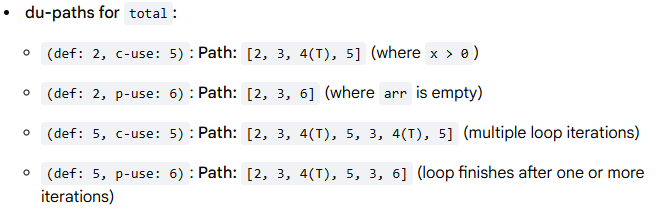 • du-paths for total:
○ (def: 2, c-use: 5): Path: [2, 3, 4(T), 5] (where x > 0)
○ (def: 2, p-use: 6): Path: [2, 3, 6] (where arr is empty)
○ (def: 5, c-use: 5): Path: [2, 3, 4(T), 5, 3, 4(T), 5] (multiple loop iterations)
○ (def: 5, p-use: 6): Path: [2, 3, 4(T), 5, 3, 6] (loop finishes after one or more
iterations)